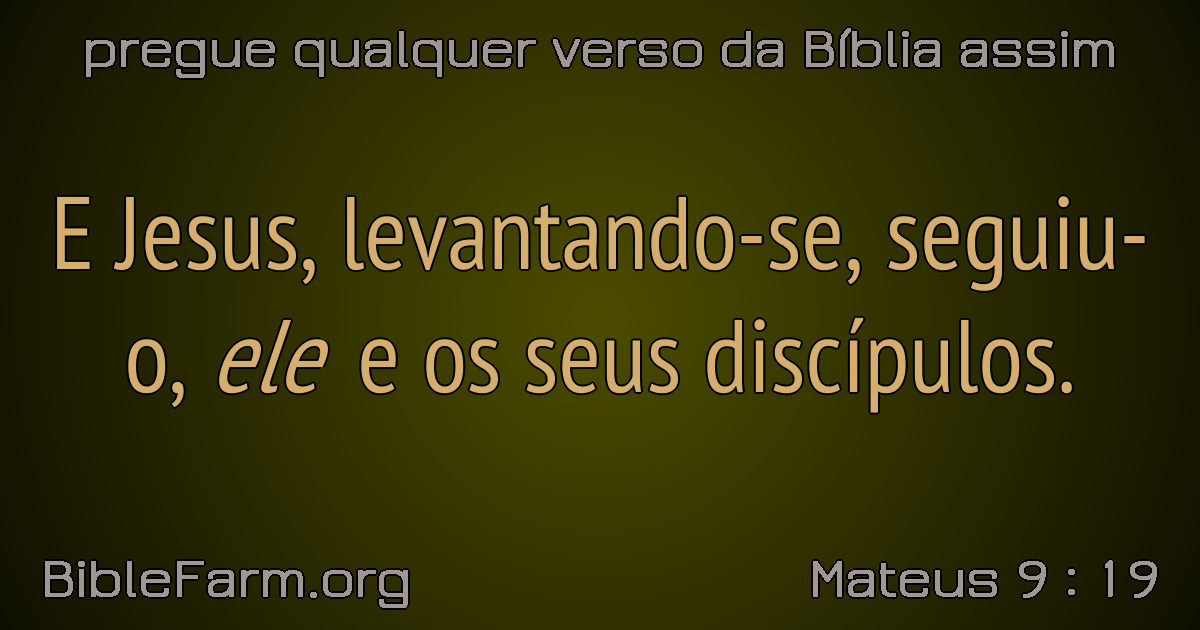 pregue qualquer verso da Bíblia assim
E Jesus, levantando-se, seguiu-
o, ele e os seus discípulos.
BibleFarm.org
Mateus 9 : 19